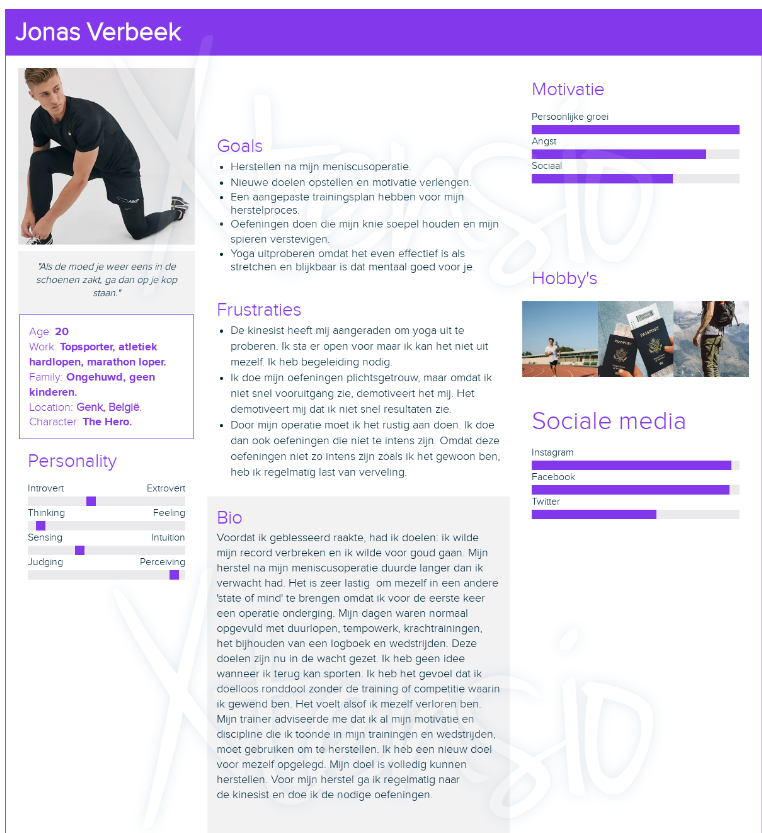 Jonas Verbeek
"Als de moed je weer eens in de
schoenen zakt, ga dan op je kop
staan."
Age: 20
Work: Topsporter, atletiek
hardlopen, marathon loper.
Family: Ongehuwd, geen
kinderen.
Location: Genk, België.
Character: The Hero.
Personality
Introvert Extrovert
Thinking Feeling
Sensing Intuition
Judging Perceiving
Goals
• Herstellen na mijn meniscusoperatie.
• Nieuwe doelen opstellen en motivatie verlengen.
• Een aangepaste trainingsplan hebben voor mijn
herstelproces.
• Oefeningen doen die mijn knie soepel houden en mijn
spieren verstevigen.
• Yoga uitproberen omdat het even effectief is als
stretchen en blijkbaar is dat mentaal goed voor je.
Frustraties
• De kinesist heeft mij aangeraden om yoga uit te
proberen. Ik sta er open voor maar ik kan het niet uit
mezelf. Ik heb begeleiding nodig.
• Ik doe mijn oefeningen plichtsgetrouw, maar omdat ik
niet snel vooruitgang zie, demotiveert het mij. Het
demotiveert mij dat ik niet snel resultaten zie.
• Door mijn operatie moet ik het rustig aan doen. Ik doe
dan ook oefeningen die niet te intens zijn. Omdat deze
oefeningen niet zo intens zijn zoals ik het gewoon ben,
heb ik regelmatig last van verveling.
Bio
Voordat ik geblesseerd raakte, had ik doelen: ik wilde
mijn record verbreken en ik wilde voor goud gaan. Mijn
herstel na mijn meniscusoperatie duurde langer dan ik
verwacht had. Het is zeer lastig om mezelf in een andere
'state of mind' te brengen omdat ik voor de eerste keer
een operatie onderging. Mijn dagen waren normaal
opgevuld met duurlopen, tempowerk, krachtrainingen,
het bijhouden van een logboek en wedstrijden. Deze
doelen zijn nu in de wacht gezet. Ik heb geen idee
wanneer ik terug kan sporten. Ik heb het gevoel dat ik
doelloos ronddool zonder de training of competitie waarin
ik gewend ben. Het voelt alsof ik mezelf verloren ben.
Mijn trainer adviseerde me dat ik al mijn motivatie en
discipline die ik toonde in mijn trainingen en wedstrijden,
moet gebruiken om te herstellen. Ik heb een nieuw doel
voor mezelf opgelegd. Mijn doel is volledig kunnen
herstellen. Voor mijn herstel ga ik regelmatig naar
de kinesist en doe ik de nodige oefeningen.
Motivatie
Persoonlijke groei
Angst
Sociaal
Hobby's
PASSPORT
PASSPORT
Sociale media
Instagram
Facebook
Twitter
Xtensio
Xtensio